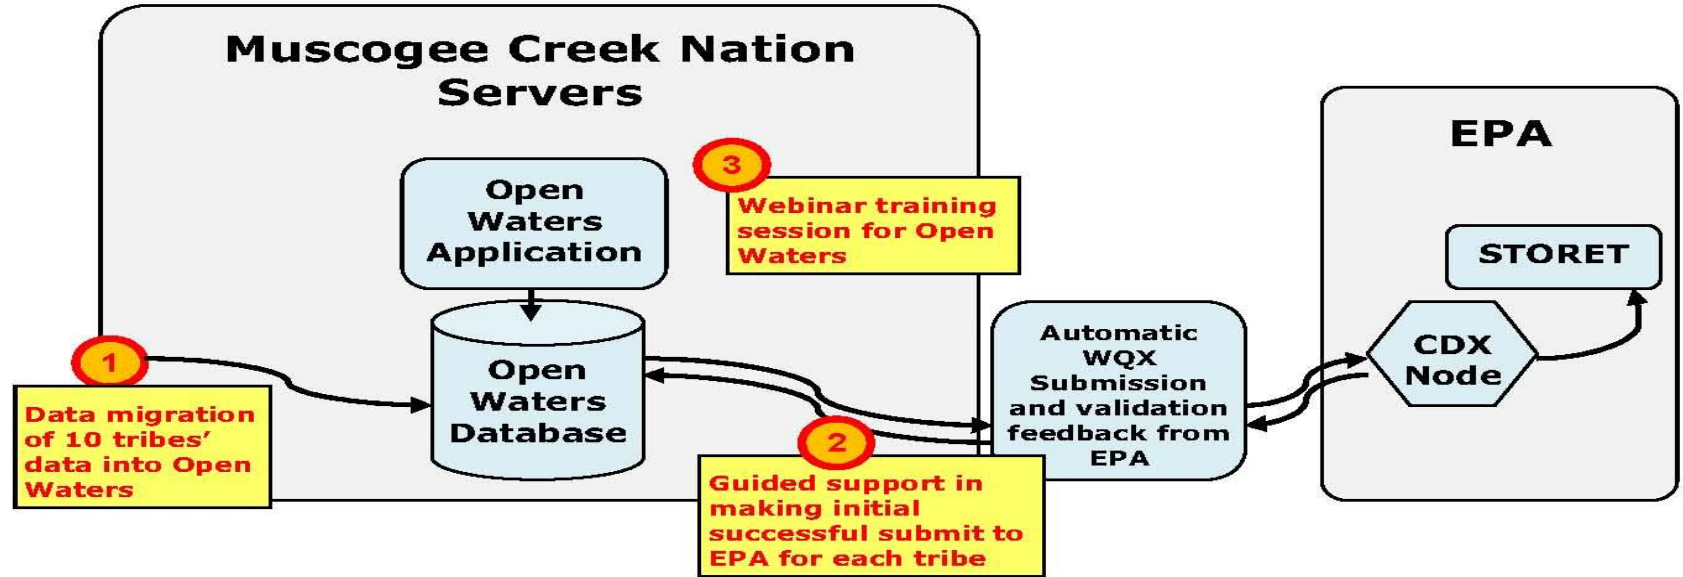 Muscogee Creek Nation
Servers
Open
Waters
Application
3
Webinar training
session for Open
Waters
1
Data migration
of 10 tribes’
data into Open
Waters
Open
Waters
Database
2
Guided support in
making initial
successful submit to
EPA for each tribe
Automatic
WQX
Submission
and validation
feedback from
EPA
EPA
STORET
CDX
Node